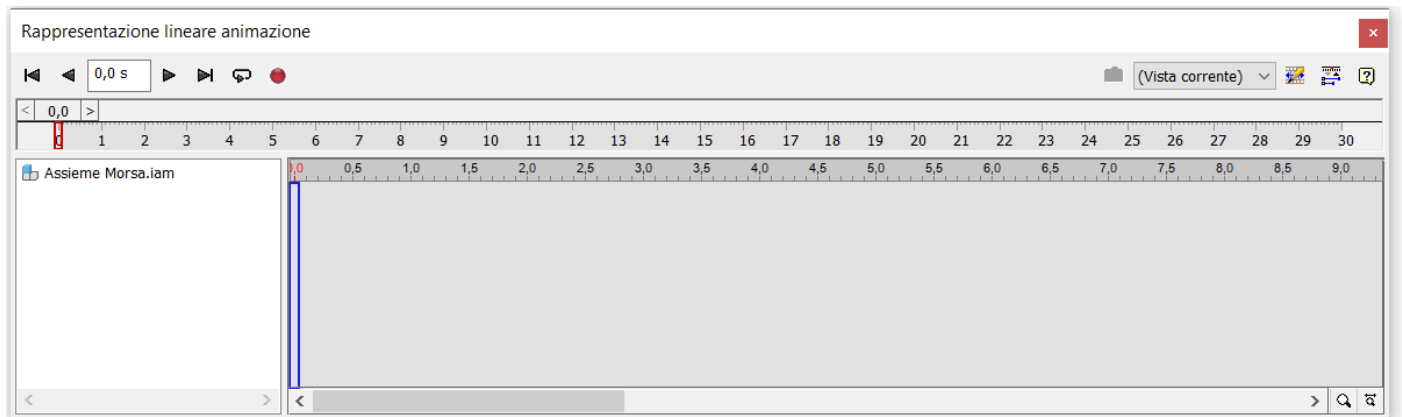 Rappresentazione lineare animazione
0,0 s
(Vista corrente)
< 0,0 >
0 1 2 3 4 5 6 7 8 9 10 11 12 13 14 15 16 17 18 19 20 21 22 23 24 25 26 27 28 29 30
Assieme Morsa.iam
0,0 0,5 1,0 1,5 2,0 2,5 3,0 3,5 4,0 4,5 5,0 5,5 6,0 6,5 7,0 7,5 8,0 8,5 9,0